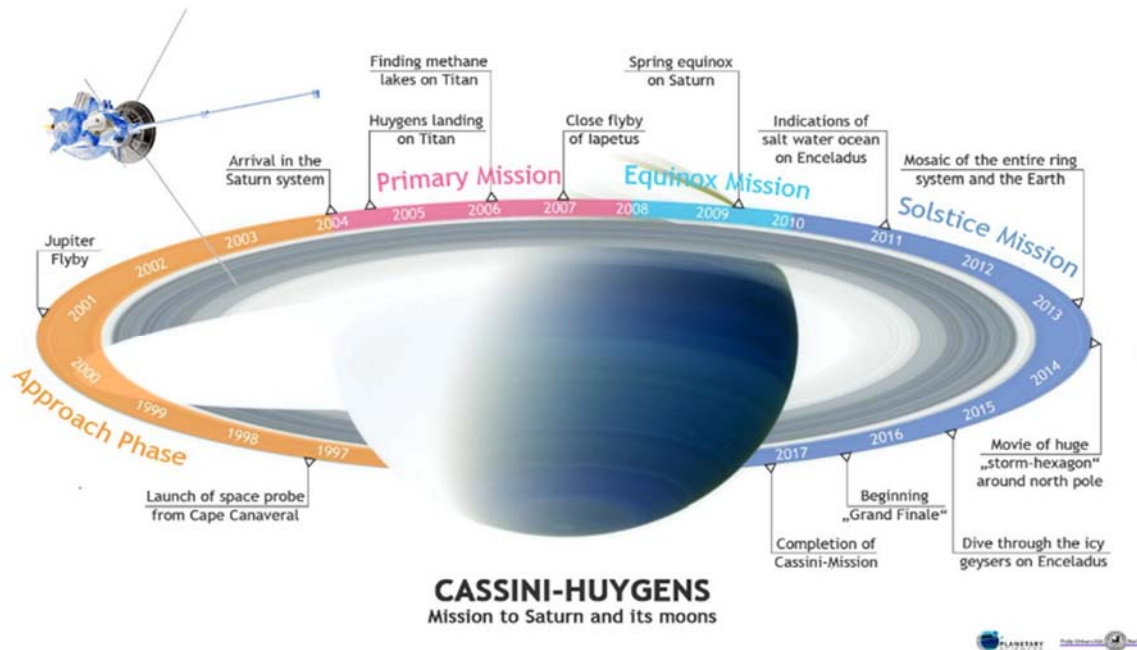 Finding methane
lakes on Titan
Spring equinox
on Saturn
Huygens landing
on Titan
Close flyby
of Iapetus
Indications of
salt water ocean
on Enceladus
Arrival in the
Saturn system
Mosaic of the entire ring
system and the Earth
Primary Mission
Equinox Mission
Solstice Mission
Jupiter
Flyby
Approach Phase
1997
1998
1999
2000
2001
2002
2003
2004
2005
2006
2007
2008
2009
2010
2011
2012
2013
2014
2015
2016
2017
Launch of space probe
from Cape Canaveral
Movie of huge
„storm-hexagon“
around north pole
Beginning
„Grand Finale“
Completion of
Cassini-Mission
Dive through the icy
geysers on Enceladus
CASSINI-HUYGENS
Mission to Saturn and its moons
PLANETARY